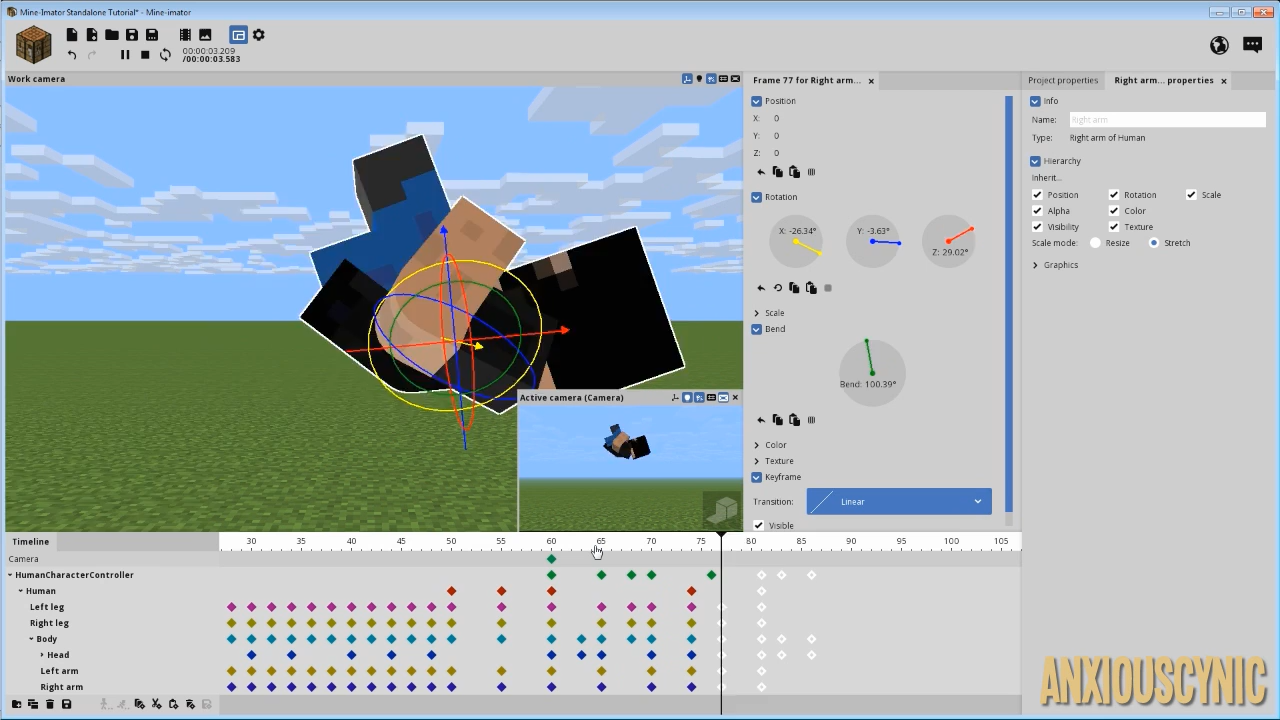 Mine-Imator Standalone Tutorial* - Mine-imator
00:00:03.209
/00:00:03.583
Work camera
Active camera (Camera)
Frame 77 for Right arm... x
Position
X: 0
Y: 0
Z: 0
Rotation
X: -26.34°
Y: -3.63°
Z: 29.02°
Scale
Bend
Bend: 100.39°
Color
Texture
Keyframe
Transition: Linear
Visible
Project properties Right arm... properties x
Info
Name: Right arm
Type: Right arm of Human
Hierarchy
Inherit...
Position Rotation Scale
Alpha Color
Visibility Texture
Scale mode: Resize Stretch
Graphics
Timeline
30 35 40 45 50 55 60 65 70 75 80 85 90 95 100 105
Camera
HumanCharacterController
Human
Left leg
Right leg
Body
Head
Left arm
Right arm
ANXIOUSCYNIC